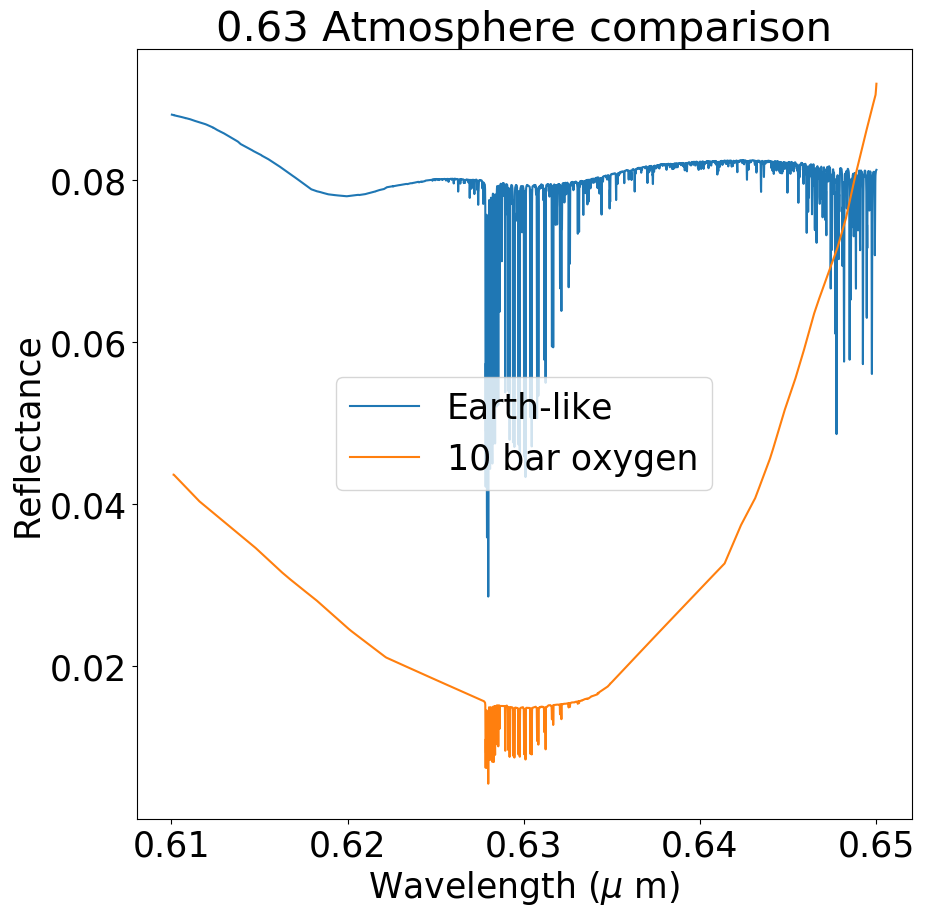 0.63 Atmosphere comparison
Reflectance
0.08
0.06
0.04
0.02
Earth-like
10 bar oxygen
0.61 0.62 0.63 0.64 0.65
Wavelength (μ m)